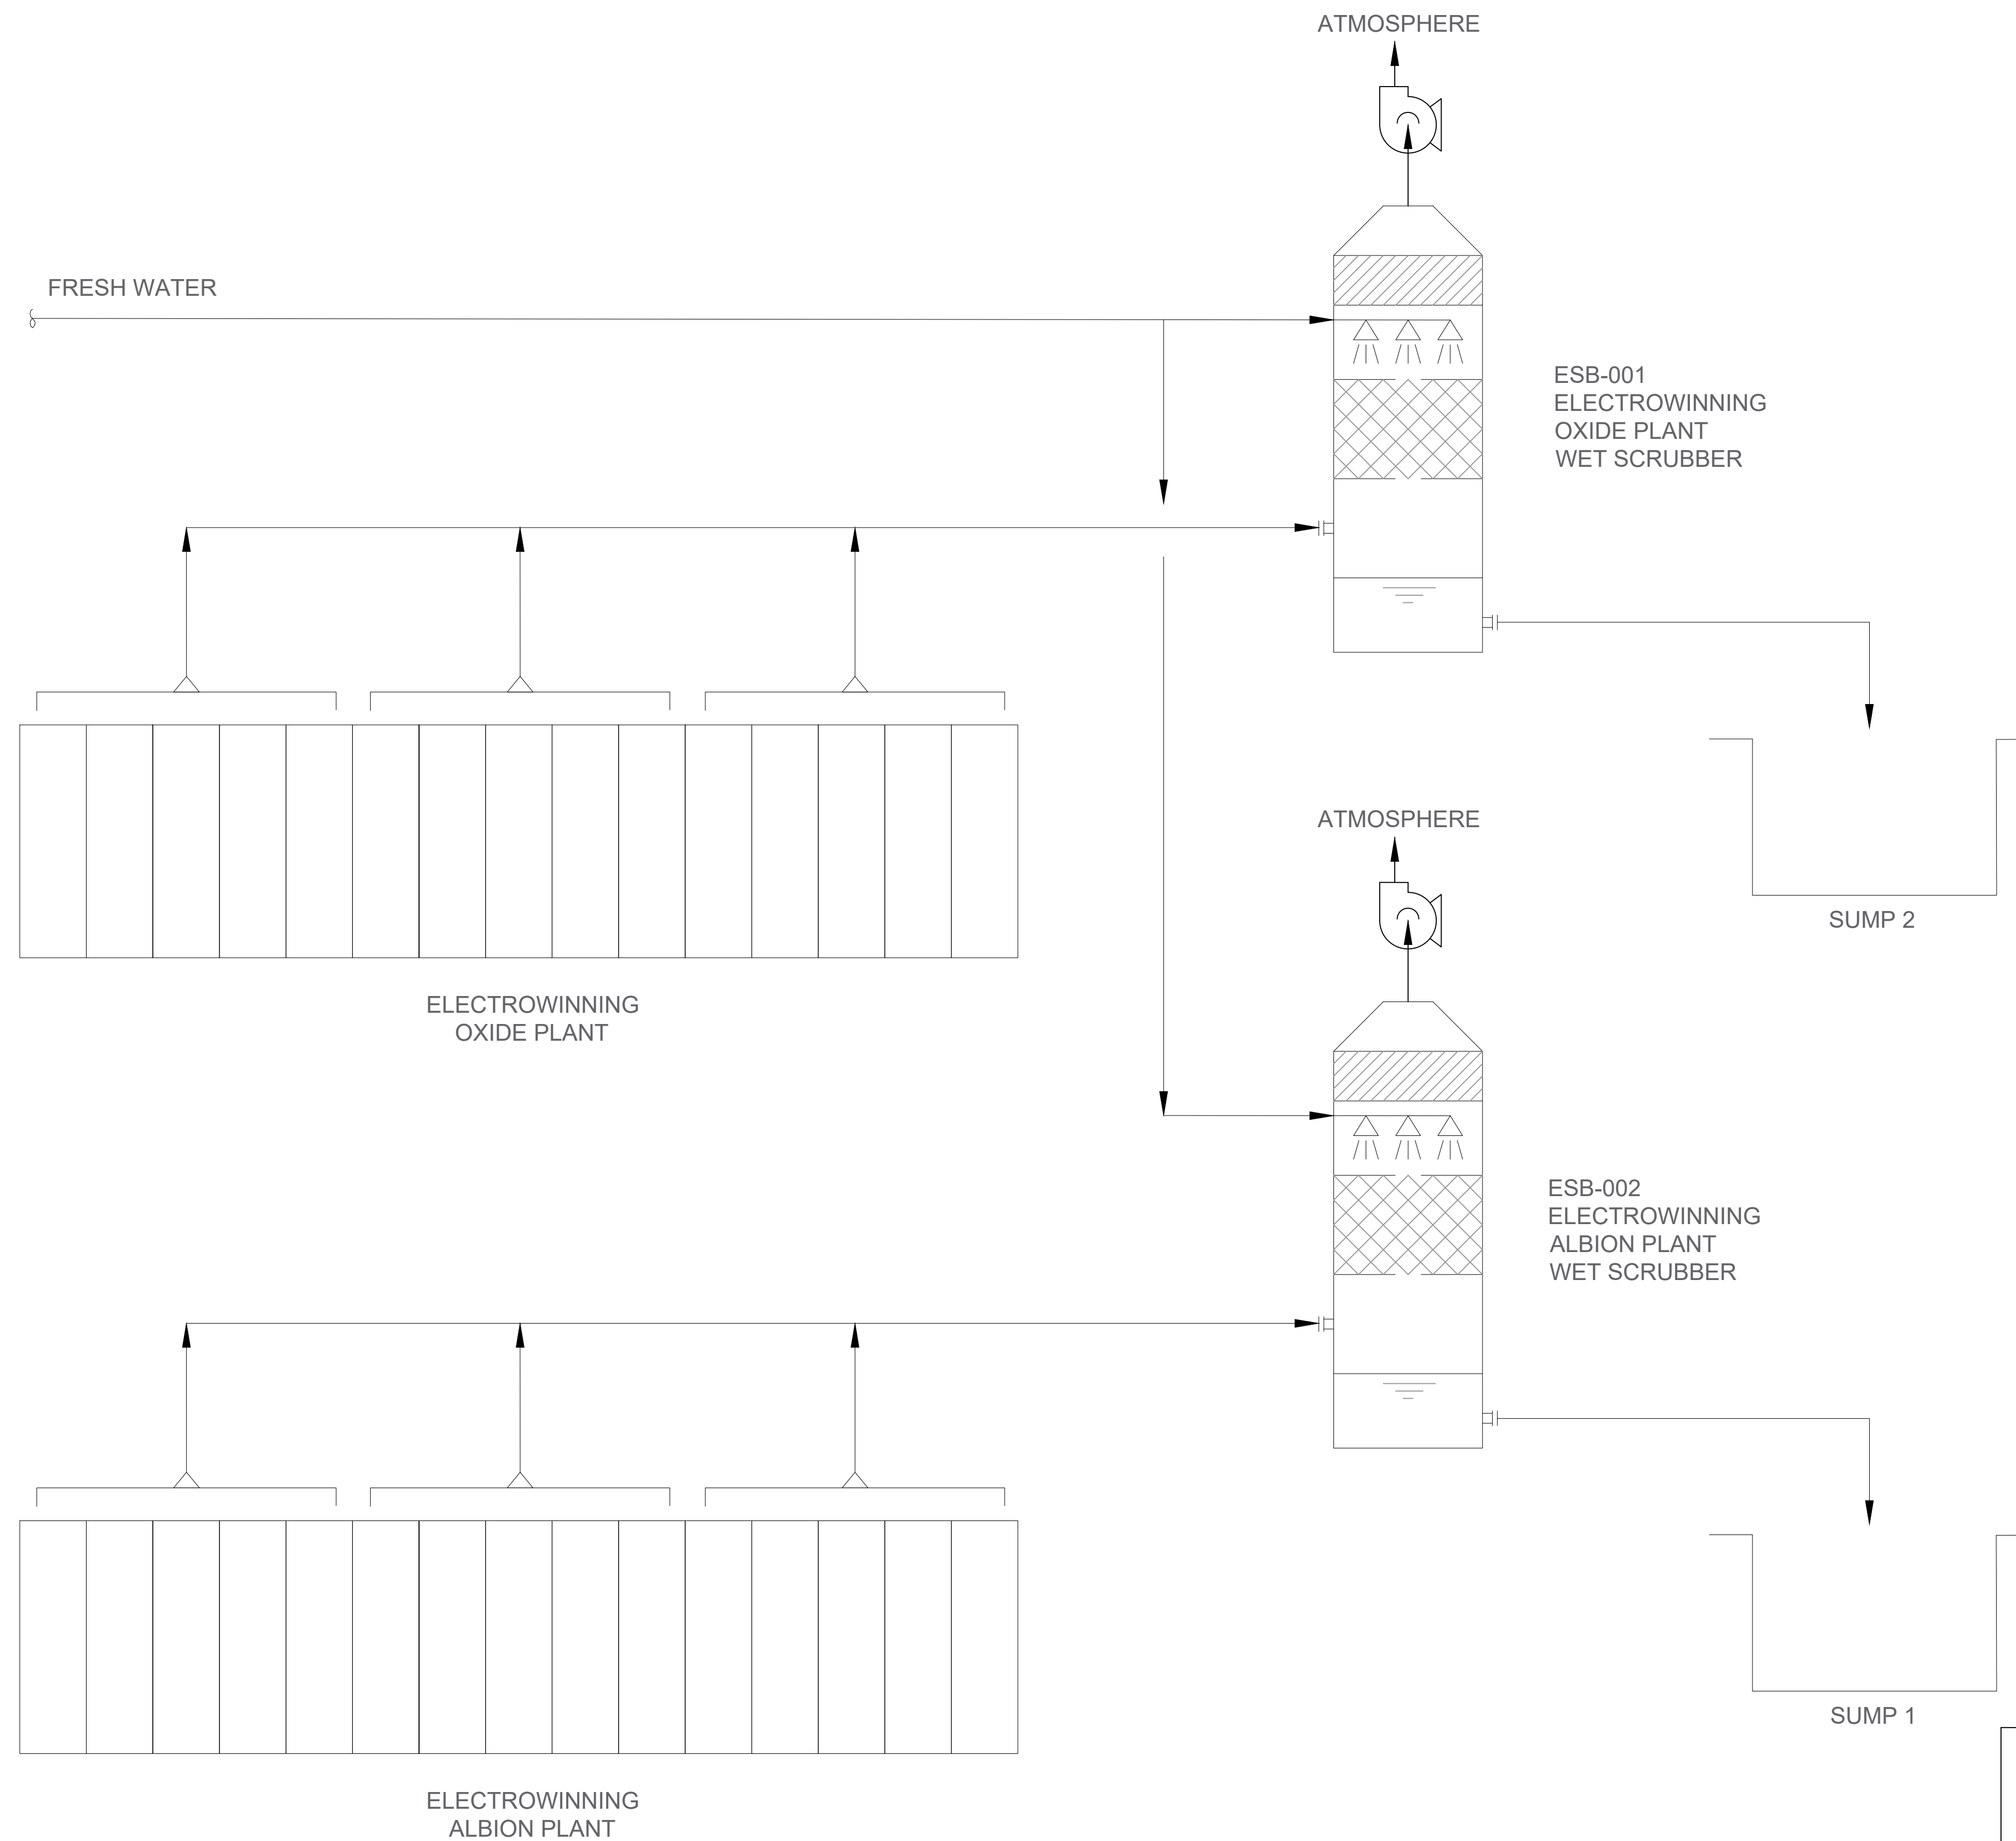 ATMOSPHERE
FRESH WATER
ESB-001
ELECTROWINNING
OXIDE PLANT
WET SCRUBBER
ATMOSPHERE
SUMP 2
ELECTROWINNING
OXIDE PLANT
ESB-002
ELECTROWINNING
ALBION PLANT
WET SCRUBBER
SUMP 1
ELECTROWINNING
ALBION PLANT